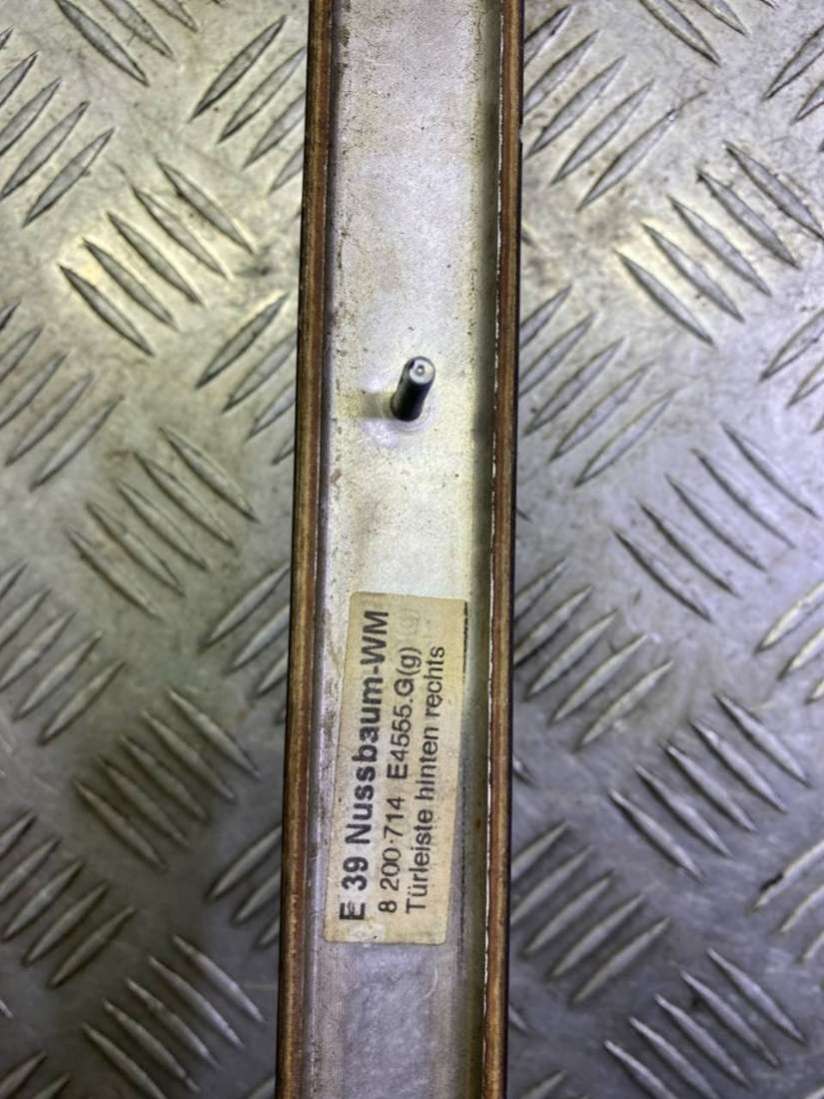 E 39 Nussbaum-WM
8 200·714 E4555.G(g)
Türleiste hinten rechts